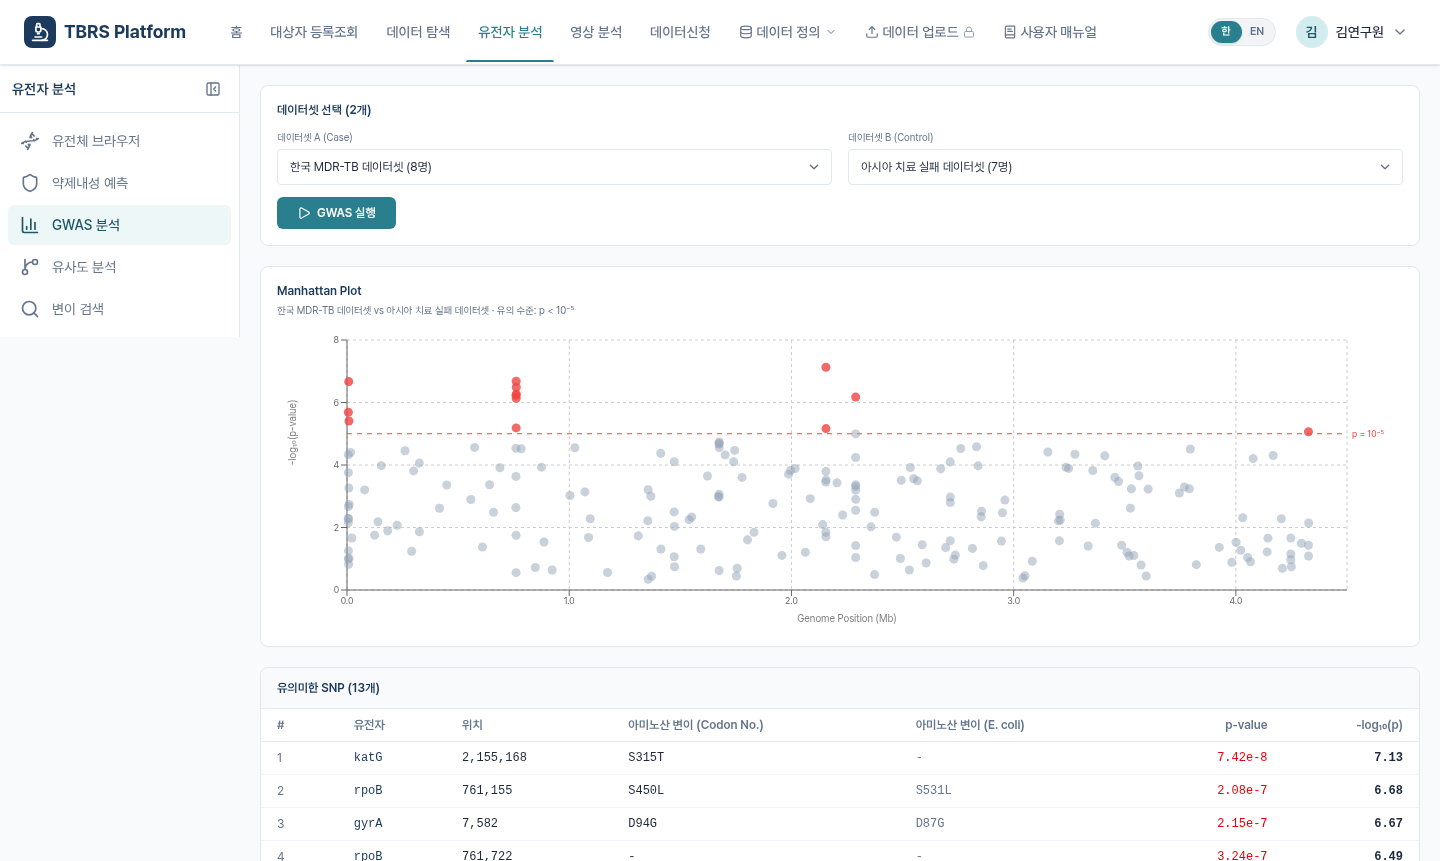 TBRS Platform
홈
대상자 등록조회
데이터 탐색
유전자 분석
영상 분석
데이터신청
데이터 정의
데이터 업로드
사용자 매뉴얼
한 EN
김 김연구원
유전자 분석
유전체 브라우저
약제내성 예측
GWAS 분석
유사도 분석
변이 검색
데이터셋 선택 (2개)
데이터셋 A (Case)
데이터셋 B (Control)
한국 MDR-TB 데이터셋 (8명)
아시아 치료 실패 데이터셋 (7명)
GWAS 실행
Manhattan Plot
한국 MDR-TB 데이터셋 vs 아시아 치료 실패 데이터셋 · 유의 수준: p < 10⁻⁵
8
6
4
2
0
-log₁₀(p-value)
p = 10⁻⁵
0.0 1.0 2.0 3.0 4.0
Genome Position (Mb)
유의미한 SNP (13개)
# 유전자 위치 아미노산 변이 (Codon No.) 아미노산 변이 (E. coli) p-value -log₁₀(p)
1 katG 2,155,168 S315T - 7.42e-8 7.13
2 rpoB 761,155 S450L S531L 2.08e-7 6.68
3 gyrA 7,582 D94G D87G 2.15e-7 6.67
4 rpoB 761,722 - - 3.24e-7 6.49